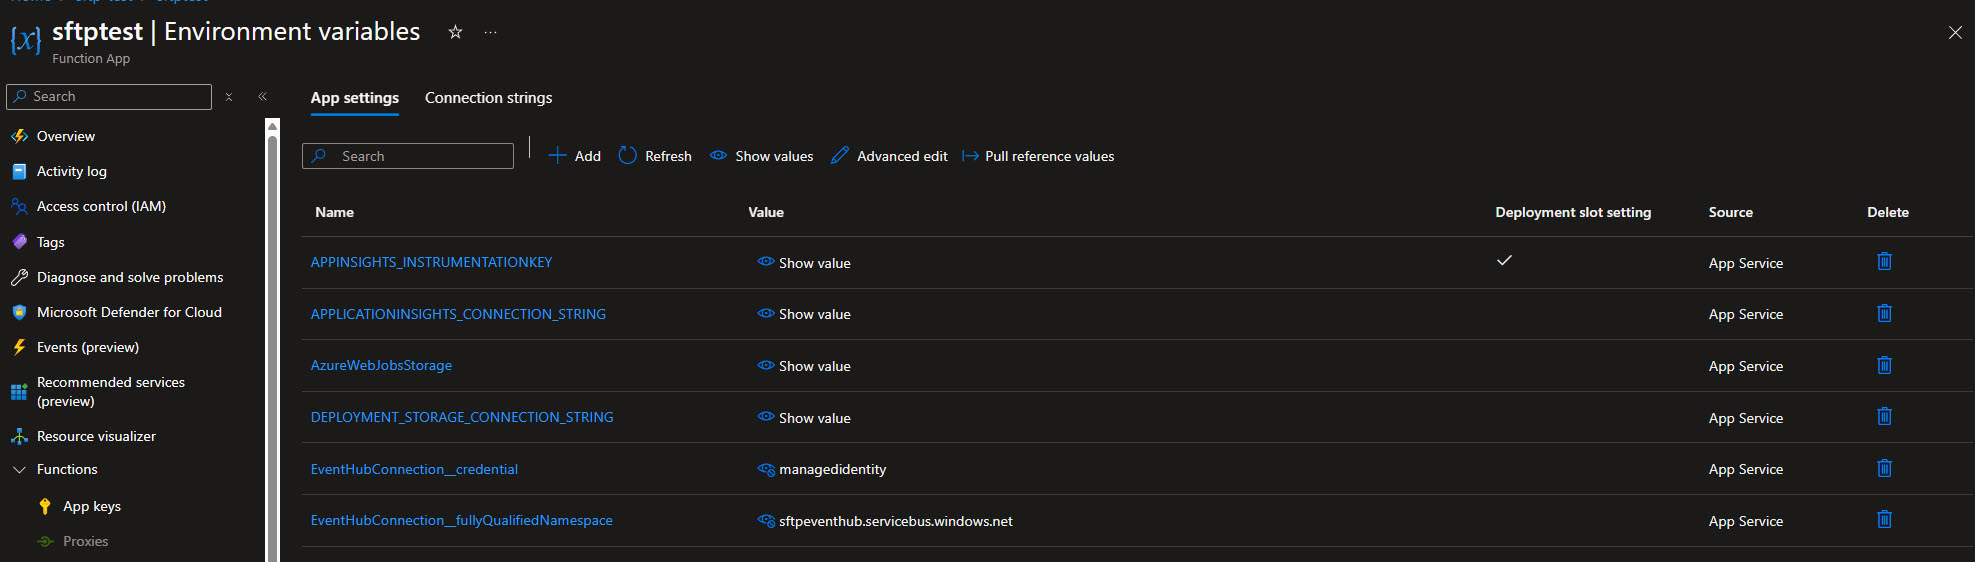 sftptest | Environment variables
Function App
Search
App settings
Connection strings
Overview
Activity log
Access control (IAM)
Tags
Diagnose and solve problems
Microsoft Defender for Cloud
Events (preview)
Recommended services
(preview)
Resource visualizer
Functions
App keys
Proxies
Search
Add
Refresh
Show values
Advanced edit
Pull reference values
Name Value Deployment slot setting Source Delete
APPINSIGHTS_INSTRUMENTATIONKEY Show value App Service
APPLICATIONINSIGHTS_CONNECTION_STRING Show value App Service
AzureWebJobsStorage Show value App Service
DEPLOYMENT_STORAGE_CONNECTION_STRING Show value App Service
EventHubConnection__credential managedidentity App Service
EventHubConnection__fullyQualifiedNamespace sftpeventhub.servicebus.windows.net App Service